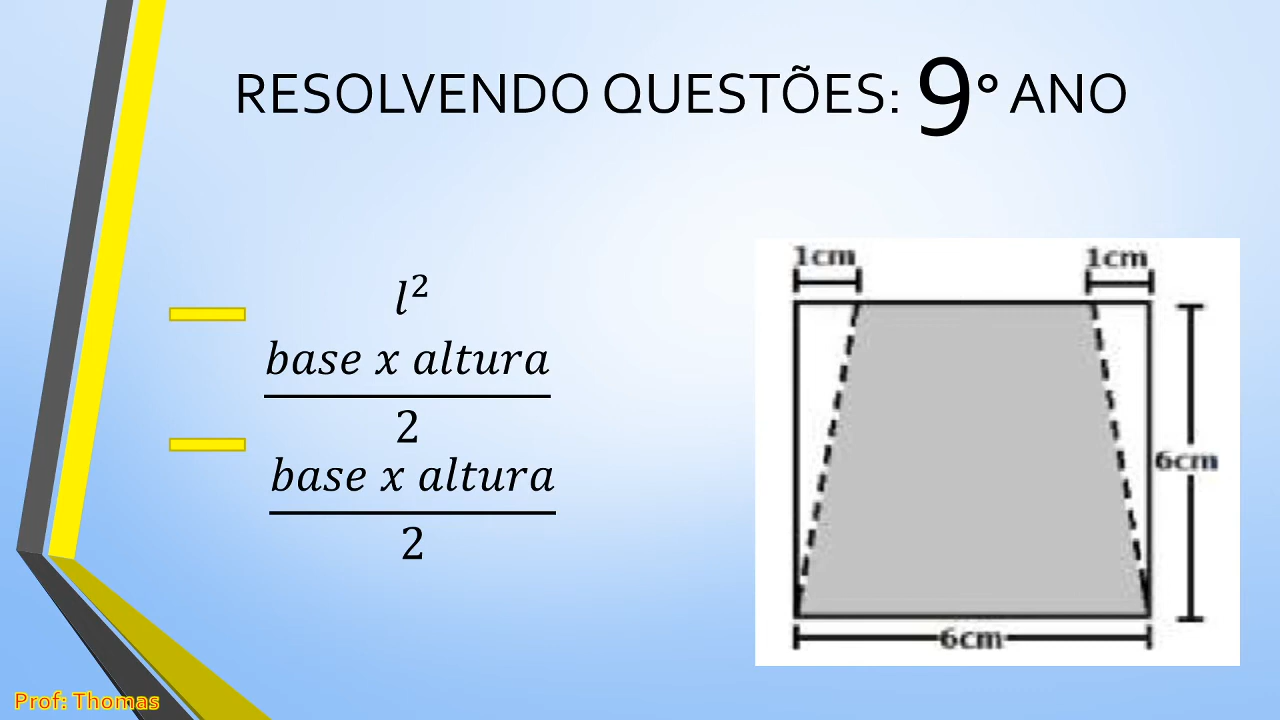 RESOLVENDO QUESTÕES: 9° ANO
l²
base x altura
2
base x altura
2
1cm 1cm
6cm
6cm
Prof: Thomas